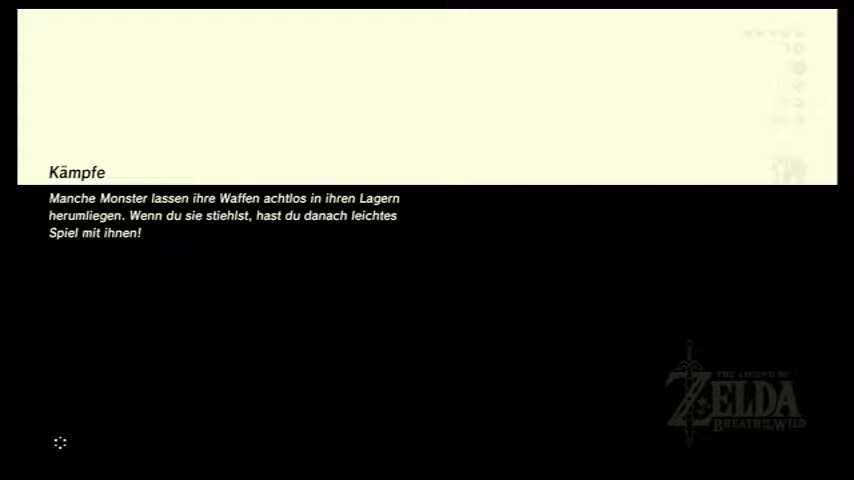 Kämpfe
Manche Monster lassen ihre Waffen achtlos in ihren Lagern
herumliegen. Wenn du sie stiehlst, hast du danach leichtes
Spiel mit ihnen!
THE LEGEND OF
ZELDA
BREATH OF THE WILD